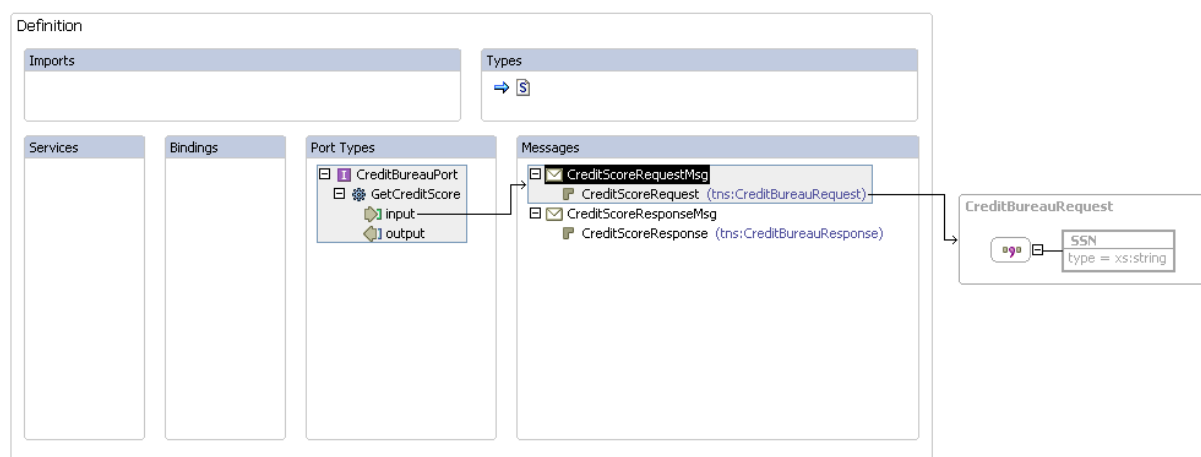 Definition
Imports
Types
S
Services
Bindings
Port Types
Messages
I CreditBureauPort
GetCreditScore
input
output
CreditScoreRequestMsg
CreditScoreRequest (tns:CreditBureauRequest)
CreditScoreResponseMsg
CreditScoreResponse (tns:CreditBureauResponse)
CreditBureauRequest
SSN
type = xs:string